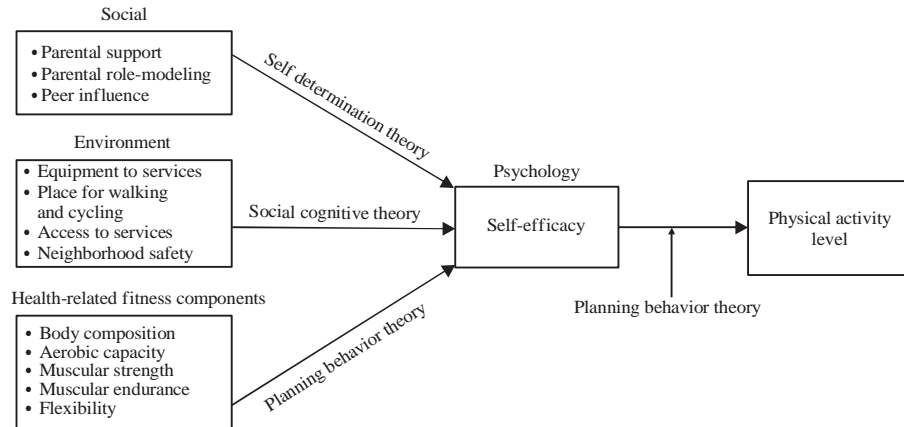 Social
• Parental support
• Parental role-modeling
• Peer influence
Self determination theory
Environment
• Equipment to services
• Place for walking
and cycling
• Access to services
• Neighborhood safety
Social cognitive theory
Psychology
Self-efficacy
Physical activity
level
Health-related fitness components
• Body composition
• Aerobic capacity
• Muscular strength
• Muscular endurance
• Flexibility
Planning behavior theory
Planning behavior theory